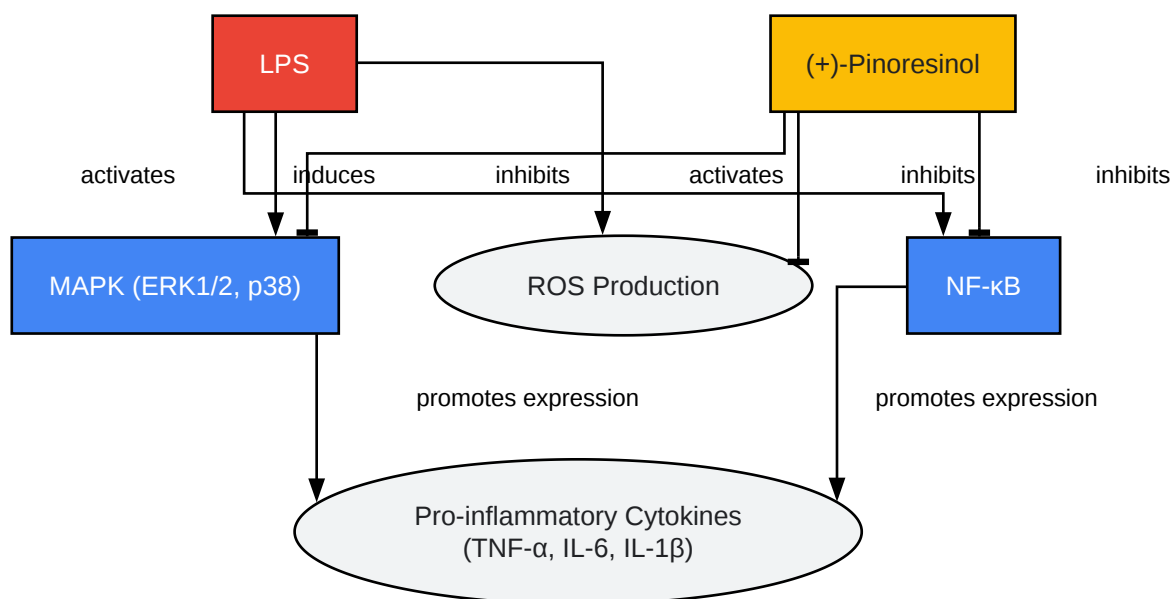 LPS
(+)-Pinoresinol
activates
induces
inhibits
activates
inhibits
inhibits
MAPK (ERK1/2, p38)
ROS Production
NF-κB
promotes expression
promotes expression
Pro-inflammatory Cytokines
(TNF-α, IL-6, IL-1β)